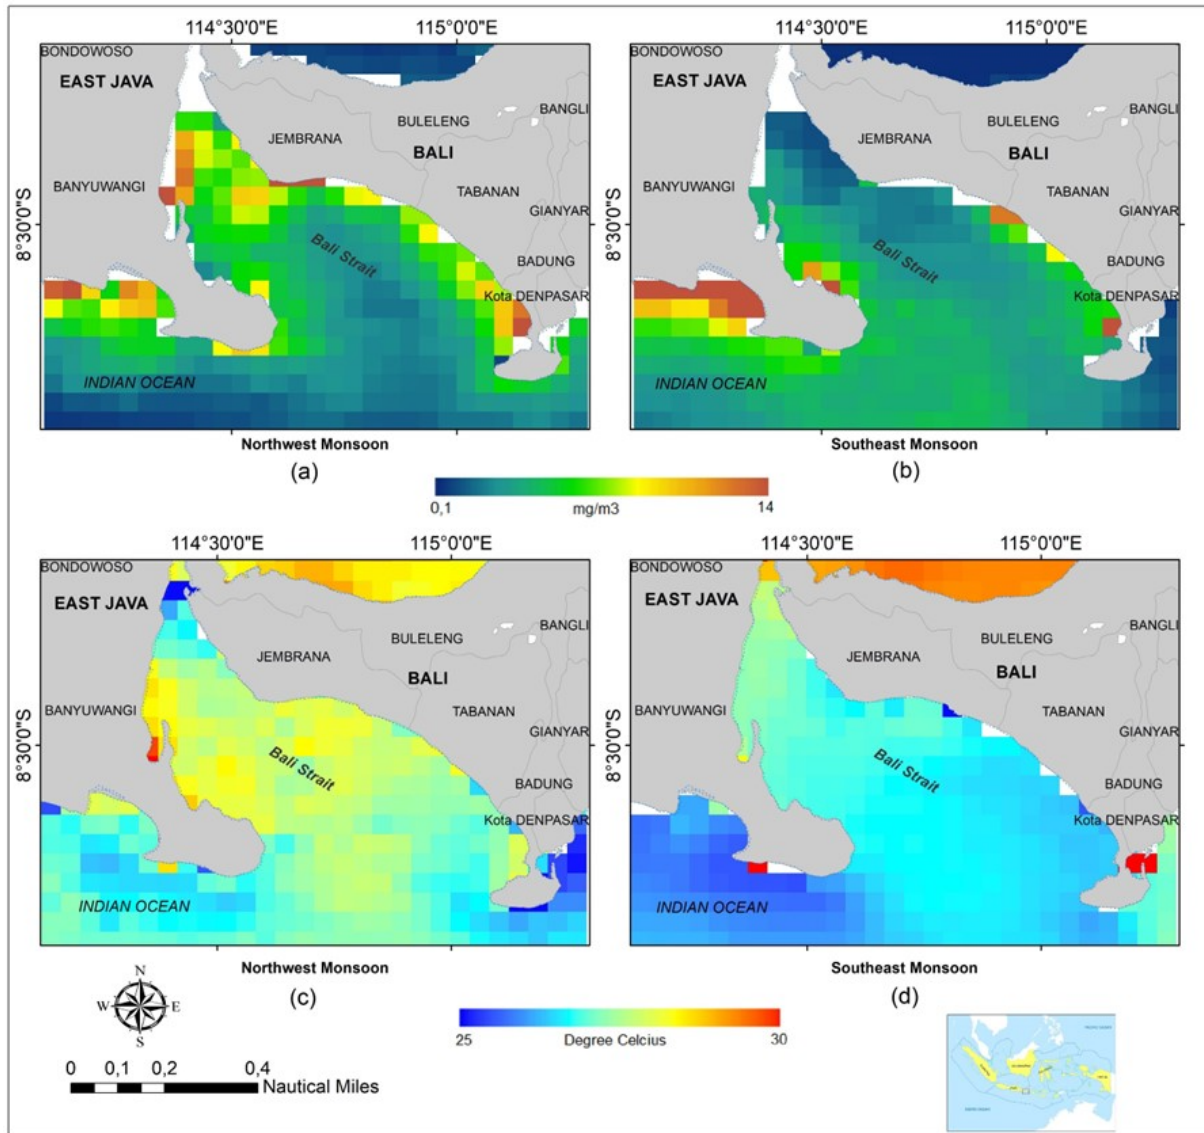 114°30'0"E 115°0'0"E 114°30'0"E 115°0'0"E
BONDOWOSO
EAST JAVA
BANGLI
BULELENG
JEMBRANA
BALI
BANYUWANGI
TABANAN
GIANYAR
8°30'0"S
Bali Strait
BADUNG
Kota DENPASAR
INDIAN OCEAN
Northwest Monsoon
(a)
BONDOWOSO
EAST JAVA
BANGLI
BULELENG
JEMBRANA
BALI
BANYUWANGI
TABANAN
GIANYAR
8°30'0"S
Bali Strait
BADUNG
Kota DENPASAR
INDIAN OCEAN
Southeast Monsoon
(b)
0,1 mg/m3 14
114°30'0"E 115°0'0"E 114°30'0"E 115°0'0"E
BONDOWOSO
EAST JAVA
BANGLI
BULELENG
JEMBRANA
BALI
BANYUWANGI
TABANAN
GIANYAR
8°30'0"S
Bali Strait
BADUNG
Kota DENPASAR
INDIAN OCEAN
Northwest Monsoon
(c)
BONDOWOSO
EAST JAVA
BANGLI
BULELENG
JEMBRANA
BALI
BANYUWANGI
TABANAN
GIANYAR
8°30'0"S
Bali Strait
BADUNG
Kota DENPASAR
INDIAN OCEAN
Southeast Monsoon
(d)
N
W E
S
25 Degree Celcius 30
0 0,1 0,2 0,4
Nautical Miles